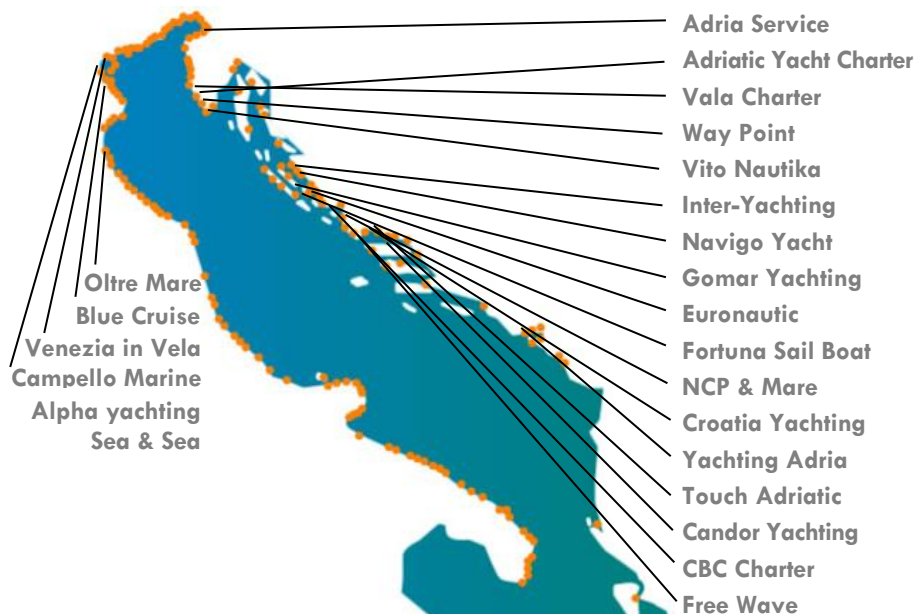 Adria Service
Adriatic Yacht Charter
Vala Charter
Way Point
Vito Nautika
Inter-Yachting
Navigo Yacht
Gomar Yachting
Euronautic
Fortuna Sail Boat
NCP & Mare
Croatia Yachting
Yachting Adria
Touch Adriatic
Candor Yachting
CBC Charter
Free Wave
Oltre Mare
Blue Cruise
Venezia in Vela
Campello Marine
Alpha yachting
Sea & Sea